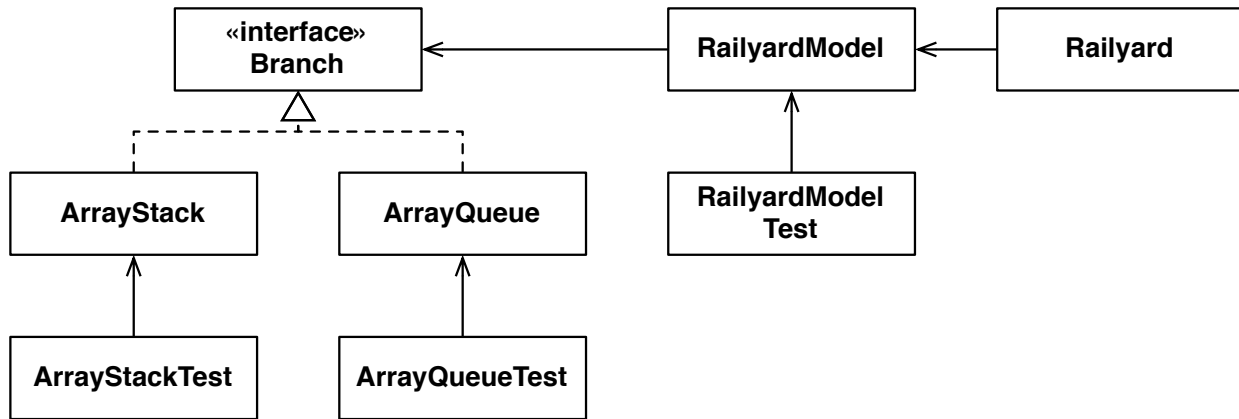 «interface»
Branch
RailyardModel
Railyard
ArrayStack
ArrayQueue
RailyardModel
Test
ArrayStackTest
ArrayQueueTest